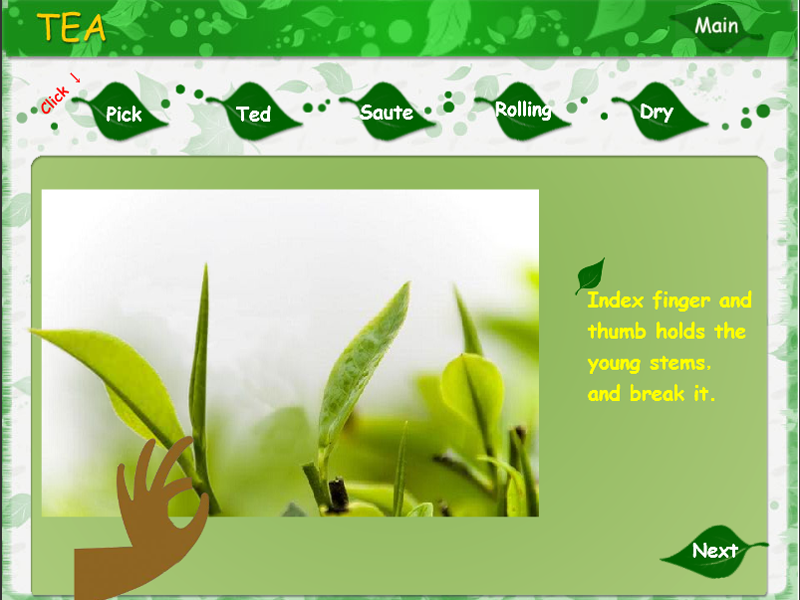 TEA
Main
Click ↓
Pick
Ted
Saute
Rolling
Dry
Index finger and
thumb holds the
young stems,
and break it.
Next